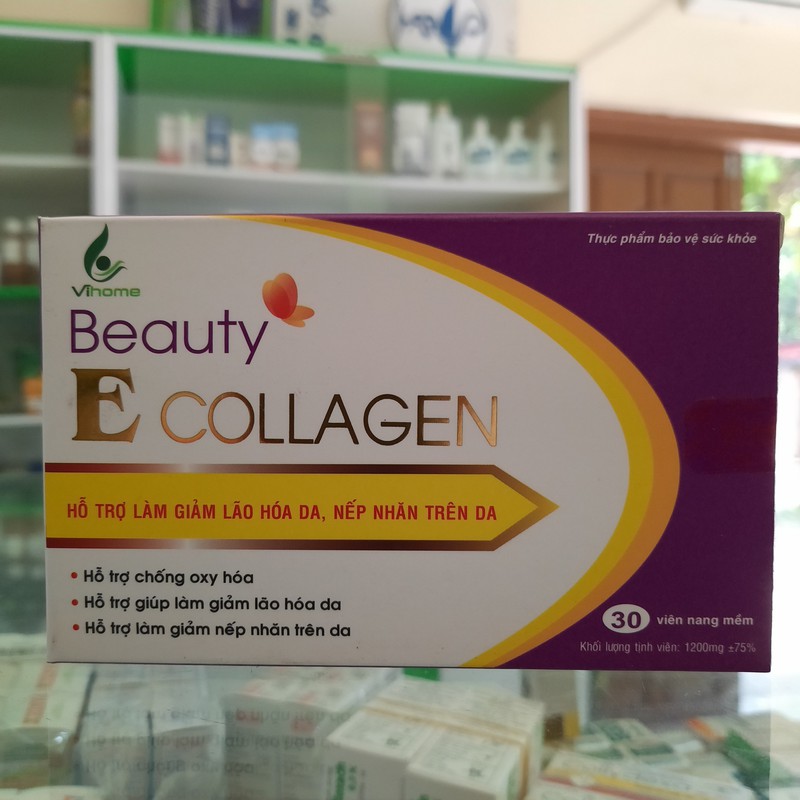 Vihome
Thực phẩm bảo vệ sức khỏe
Beauty
E COLLAGEN
HỖ TRỢ LÀM GIẢM LÃO HÓA DA, NẾP NHĂN TRÊN DA
• Hỗ trợ chống oxy hóa
• Hỗ trợ giúp làm giảm lão hóa da
• Hỗ trợ làm giảm nếp nhăn trên da
30 viên nang mềm
Khối lượng tịnh viên: 1200mg ±75%